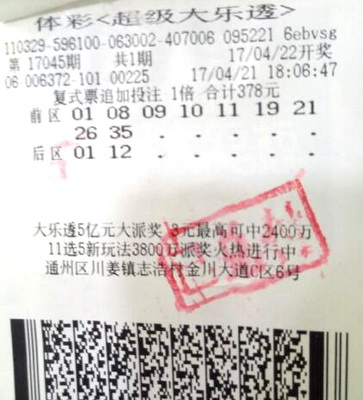 体彩<超级大乐透>
110329-596100-063002-407006 095221 6ebvsg
第 17045期 共1期 17/04/22开奖
06-006372-101 00225 17/04/21 18:06:47
复式票追加投注 1倍 合计378元
前区 01 08 09 10 11 19 21
26 35 . . . . .
后区 01 12 . . . . .
大乐透5亿元大派奖 3元最高可中2400万
11选5新玩法3800万派奖火热进行中
通州区川姜镇志浩村金川大道C区6号